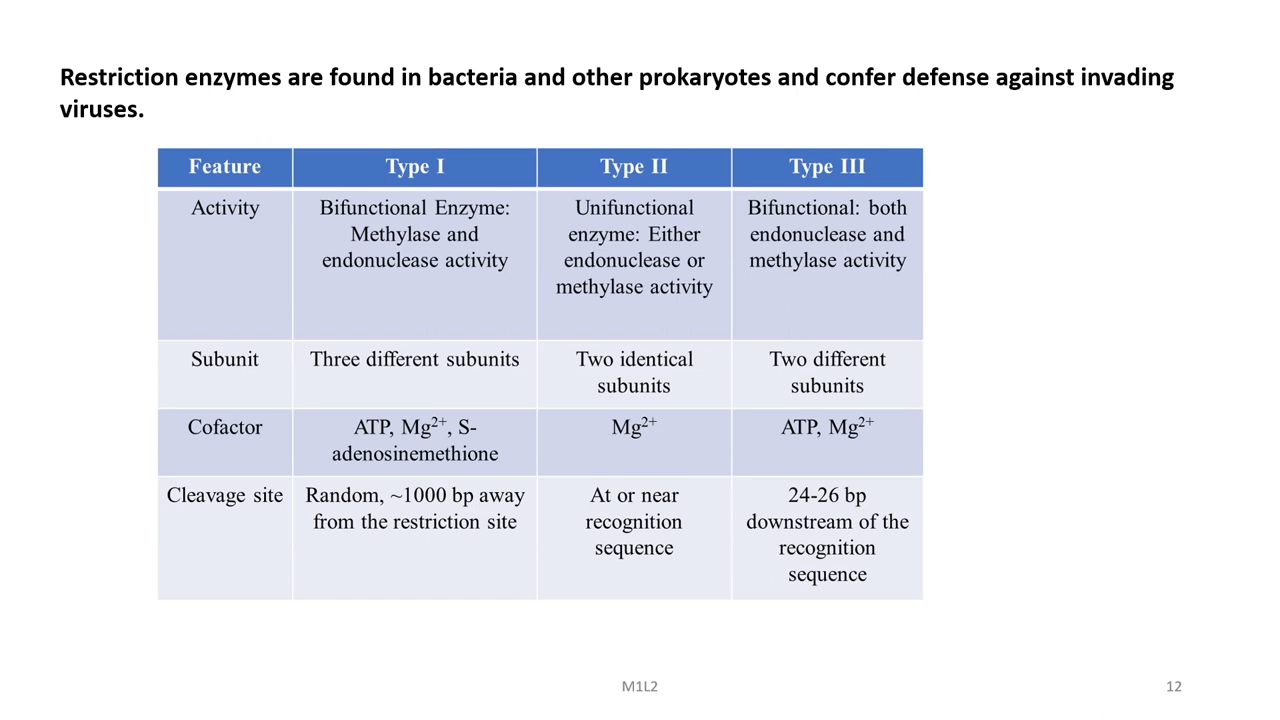 Restriction enzymes are found in bacteria and other prokaryotes and confer defense against invading
viruses.
Feature Type I Type II Type III
Activity
Bifunctional Enzyme:
Methylase and
endonuclease activity
Unifunctional
enzyme: Either
endonuclease or
methylase activity
Bifunctional: both
endonuclease and
methylase activity
Subunit
Three different subunits
Two identical
subunits
Two different
subunits
Cofactor
ATP, Mg²⁺, S-
adenosinemethione
Mg²⁺
ATP, Mg²⁺
Cleavage site
Random, ~1000 bp away
from the restriction site
At or near
recognition
sequence
24-26 bp
downstream of the
recognition
sequence
M1L2
12